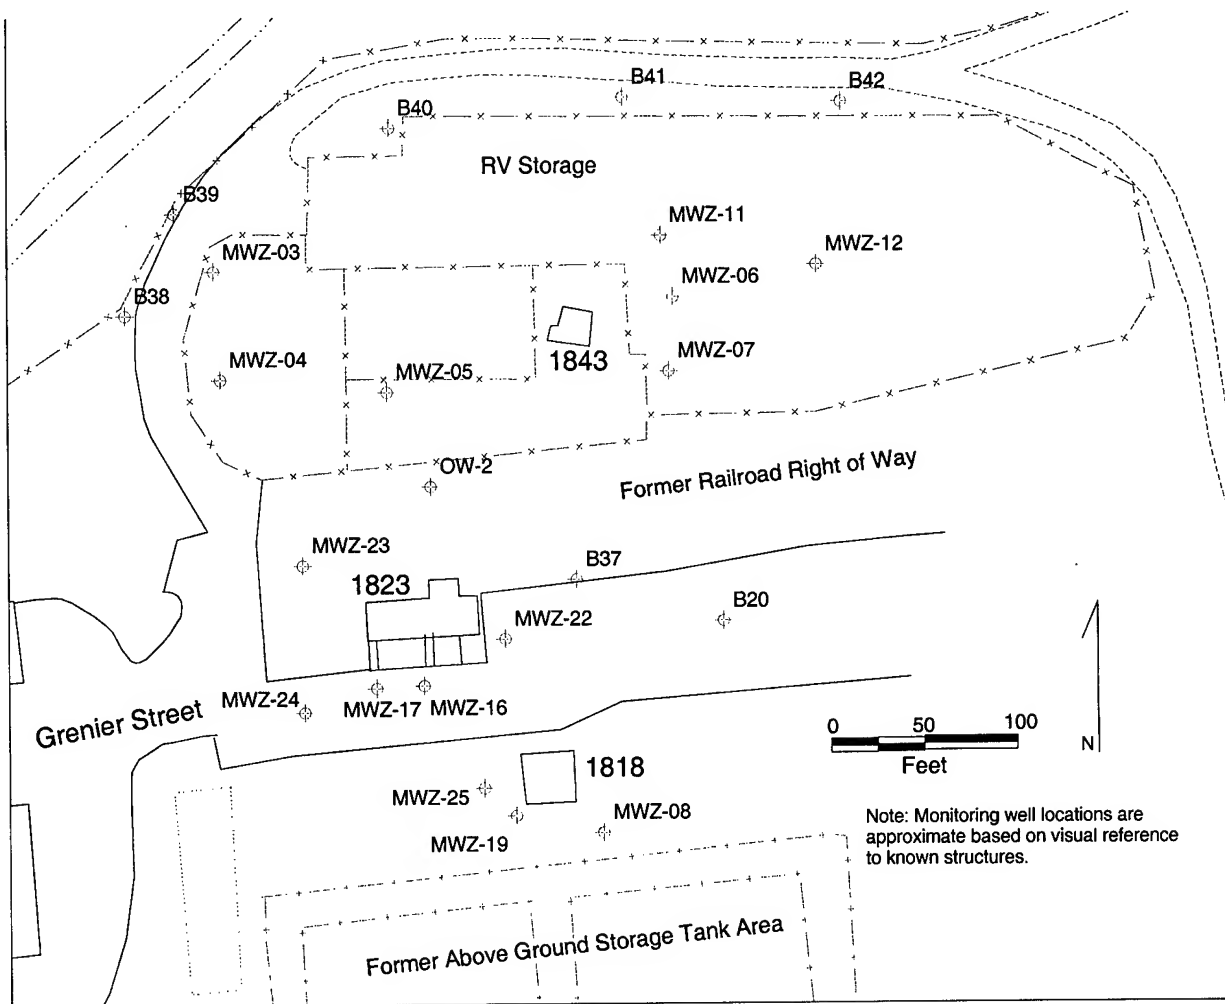 B41
B42
B40
RV Storage
B39
MWZ-11
MWZ-03
MWZ-12
MWZ-06
B38
1843
MWZ-07
MWZ-04
MWZ-05
OW-2
Former Railroad Right of Way
MWZ-23
B37
1823
B20
MWZ-22
MWZ-24
MWZ-17
MWZ-16
Grenier Street
0 50 100
Feet
N
1818
MWZ-25
MWZ-08
MWZ-19
Note: Monitoring well locations are
approximate based on visual reference
to known structures.
Former Above Ground Storage Tank Area